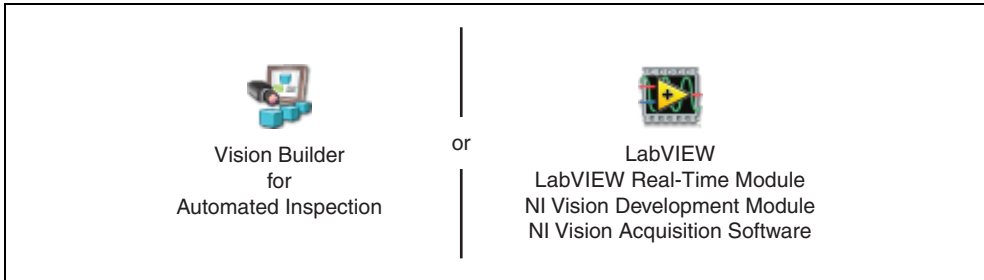 Vision Builder
for
Automated Inspection
or
LabVIEW
LabVIEW Real-Time Module
NI Vision Development Module
NI Vision Acquisition Software